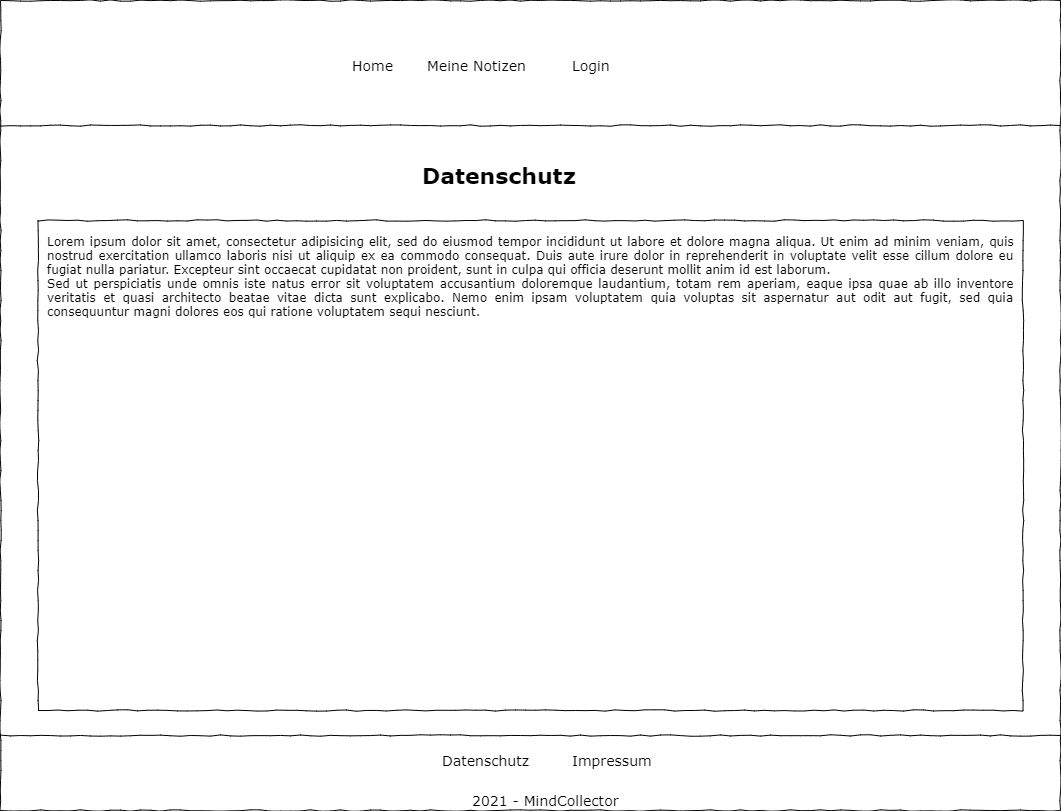 Home Meine Notizen Login
Datenschutz
Lorem ipsum dolor sit amet, consectetur adipisicing elit, sed do eiusmod tempor incididunt ut labore et dolore magna aliqua. Ut enim ad minim veniam, quis
nostrud exercitation ullamco laboris nisi ut aliquip ex ea commodo consequat. Duis aute irure dolor in reprehenderit in voluptate velit esse cillum dolore eu
fugiat nulla pariatur. Excepteur sint occaecat cupidatat non proident, sunt in culpa qui officia deserunt mollit anim id est laborum.
Sed ut perspiciatis unde omnis iste natus error sit voluptatem accusantium doloremque laudantium, totam rem aperiam, eaque ipsa quae ab illo inventore
veritatis et quasi architecto beatae vitae dicta sunt explicabo. Nemo enim ipsam voluptatem quia voluptas sit aspernatur aut odit aut fugit, sed quia
consequuntur magni dolores eos qui ratione voluptatem sequi nesciunt.
Datenschutz Impressum
2021 - MindCollector